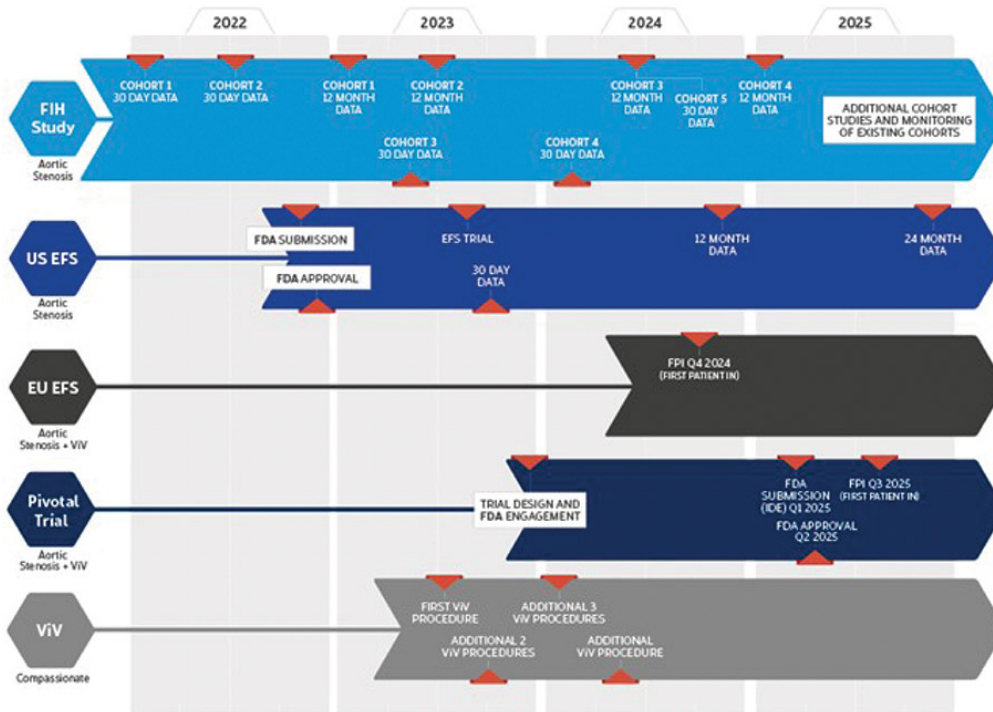 2022
2023
2024
2025
FIH
Study
Aortic
Stenosis
COHORT 1
30 DAY DATA
COHORT 2
30 DAY DATA
COHORT 1
12 MONTH
DATA
COHORT 2
12 MONTH
DATA
COHORT 3
12 MONTH
DATA
COHORT 5
30 DAY
DATA
COHORT 4
12 MONTH
DATA
ADDITIONAL COHORT
STUDIES AND MONITORING
OF EXISTING COHORTS
COHORT 3
30 DAY DATA
COHORT 4
30 DAY DATA
US EFS
Aortic
Stenosis
FDA SUBMISSION
EFS TRIAL
12 MONTH
DATA
24 MONTH
DATA
FDA APPROVAL
30 DAY
DATA
EU EFS
Aortic
Stenosis + ViV
FPI Q4 2024
(FIRST PATIENT IN)
Pivotal
Trial
Aortic
Stenosis + ViV
TRIAL DESIGN AND
FDA ENGAGEMENT
FDA
SUBMISSION
(IDE) Q1 2025
FPI Q3 2025
(FIRST PATIENT IN)
FDA APPROVAL
Q2 2025
ViV
Compassionate
FIRST ViV
PROCEDURE
ADDITIONAL 3
ViV PROCEDURES
ADDITIONAL 2
ViV PROCEDURES
ADDITIONAL
ViV PROCEDURE